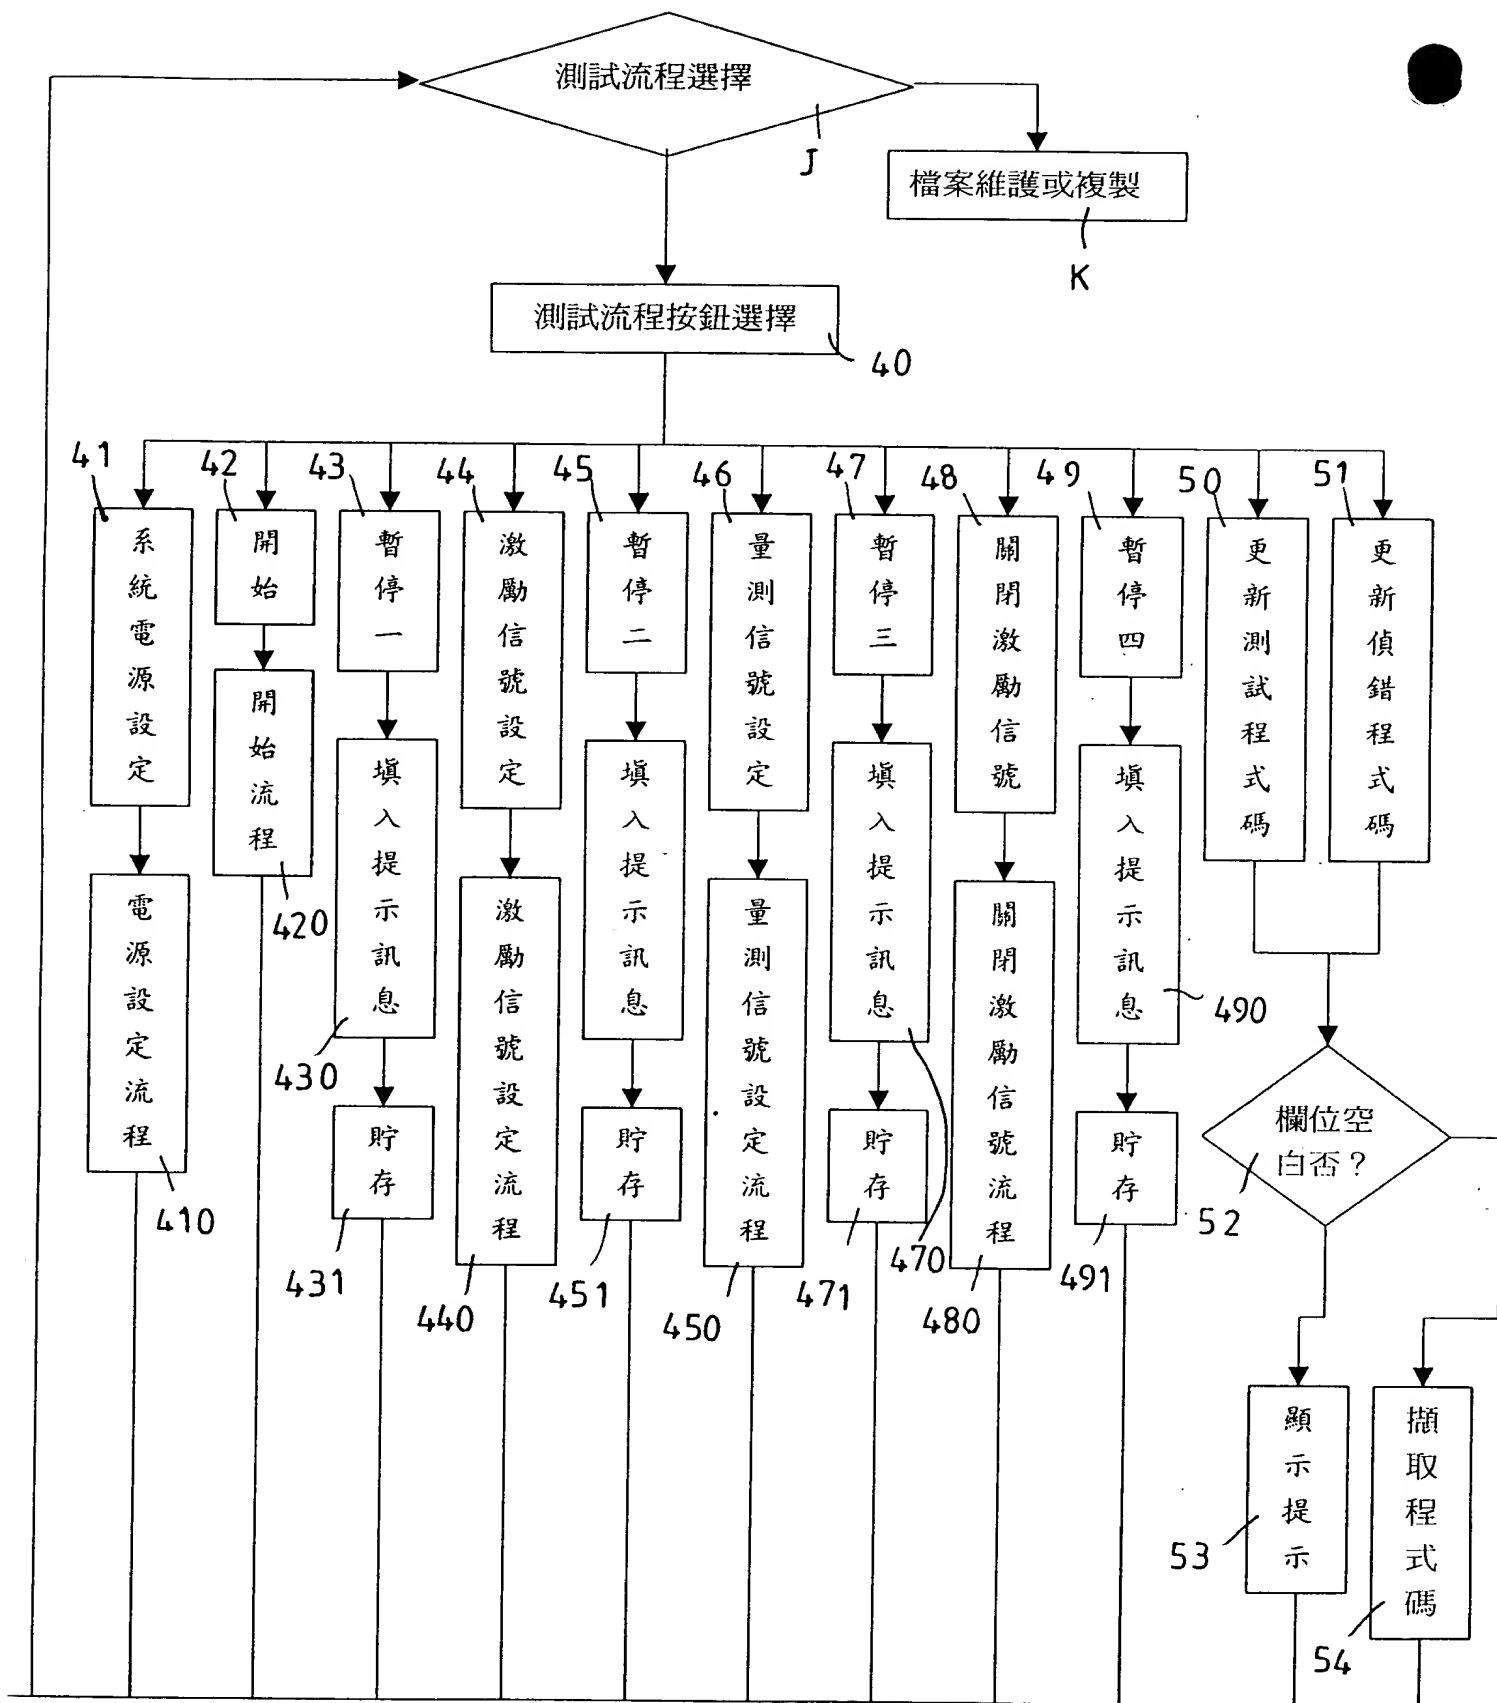 測試流程選擇
J
檔案維護或複製
K
測試流程按鈕選擇
40
41
42
43
44
45
46
47
48
49
50
51
系統電源設定
開始
暫停一
激勵信號設定
暫停二
量測信號設定
暫停三
關閉激勵信號
暫停四
更新測試程式碼
更新偵錯程式碼
開始流程
420
填入提示訊息
430
填入提示訊息
填入提示訊息
470
填入提示訊息
490
電源設定流程
410
激勵信號設定流程
440
量測信號設定流程
450
關閉激勵信號流程
480
貯存
431
貯存
451
貯存
471
貯存
491
欄位空
白否？
52
顯示提示
53
擷取程式碼
54